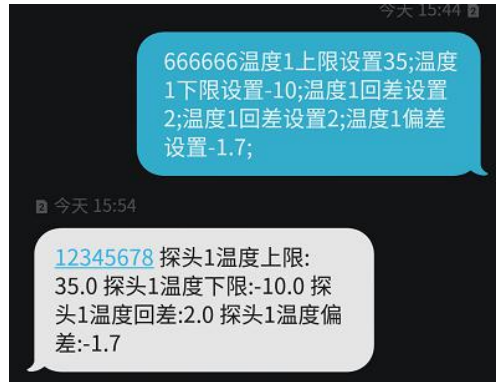 今天 15:44 2
666666温度1上限设置35;温度
1下限设置-10;温度1回差设置
2;温度1回差设置2;温度1偏差
设置-1.7;
2 今天 15:54
12345678 探头1温度上限:
35.0 探头1温度下限:-10.0 探
头1温度回差:2.0 探头1温度偏
差:-1.7